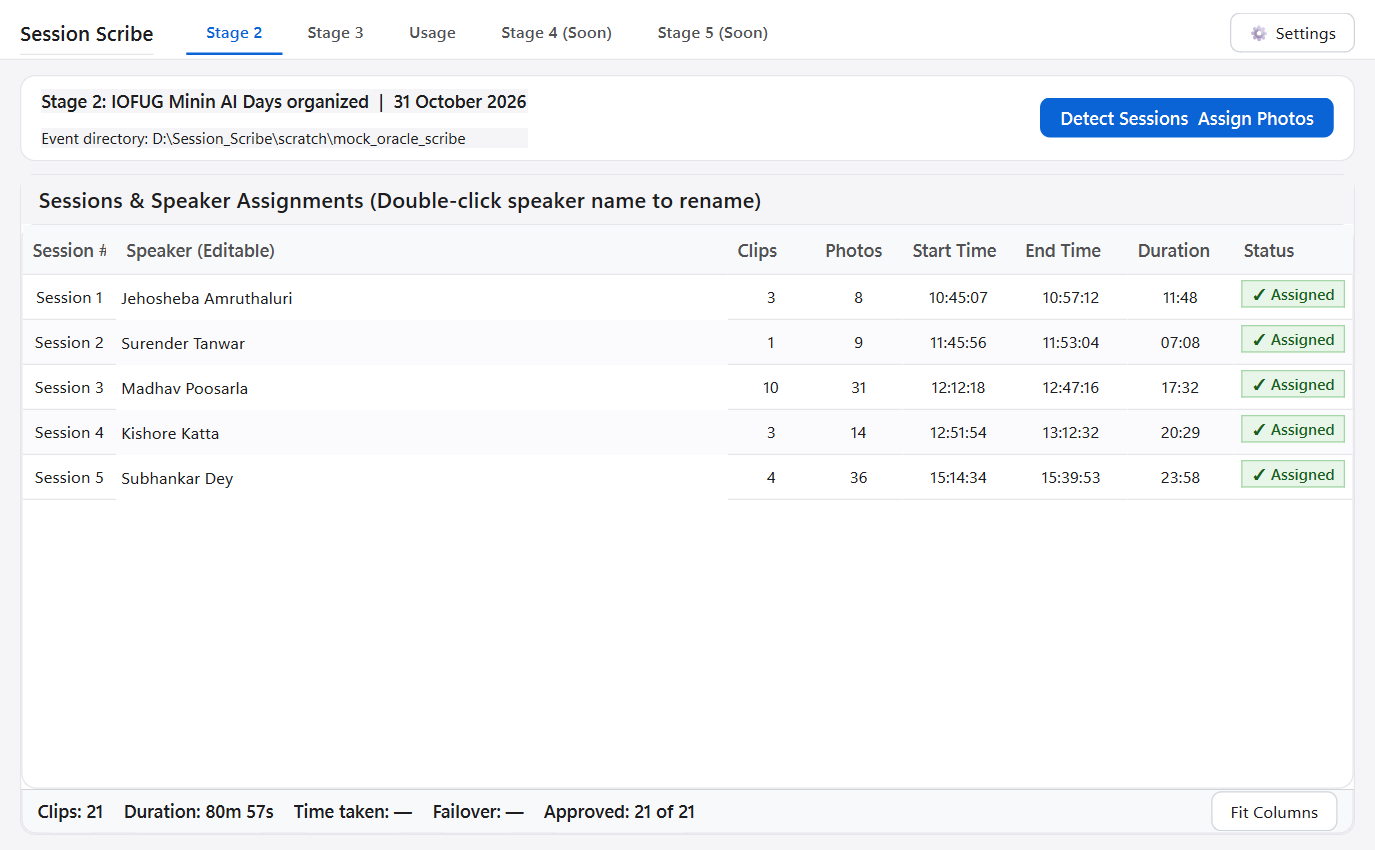 Session Scribe Stage 2 Stage 3 Usage Stage 4 (Soon) Stage 5 (Soon) Settings
Stage 2: IOFUG Minin AI Days organized | 31 October 2026
Event directory: D:\Session_Scribe\scratch\mock_oracle_scribe
Detect Sessions Assign Photos
Sessions & Speaker Assignments (Double-click speaker name to rename)
Session # Speaker (Editable) Clips Photos Start Time End Time Duration Status
Session 1 Jehosheba Amruthaluri 3 8 10:45:07 10:57:12 11:48 ✓ Assigned
Session 2 Surender Tanwar 1 9 11:45:56 11:53:04 07:08 ✓ Assigned
Session 3 Madhav Poosarla 10 31 12:12:18 12:47:16 17:32 ✓ Assigned
Session 4 Kishore Katta 3 14 12:51:54 13:12:32 20:29 ✓ Assigned
Session 5 Subhankar Dey 4 36 15:14:34 15:39:53 23:58 ✓ Assigned
Clips: 21 Duration: 80m 57s Time taken: — Failover: — Approved: 21 of 21 Fit Columns